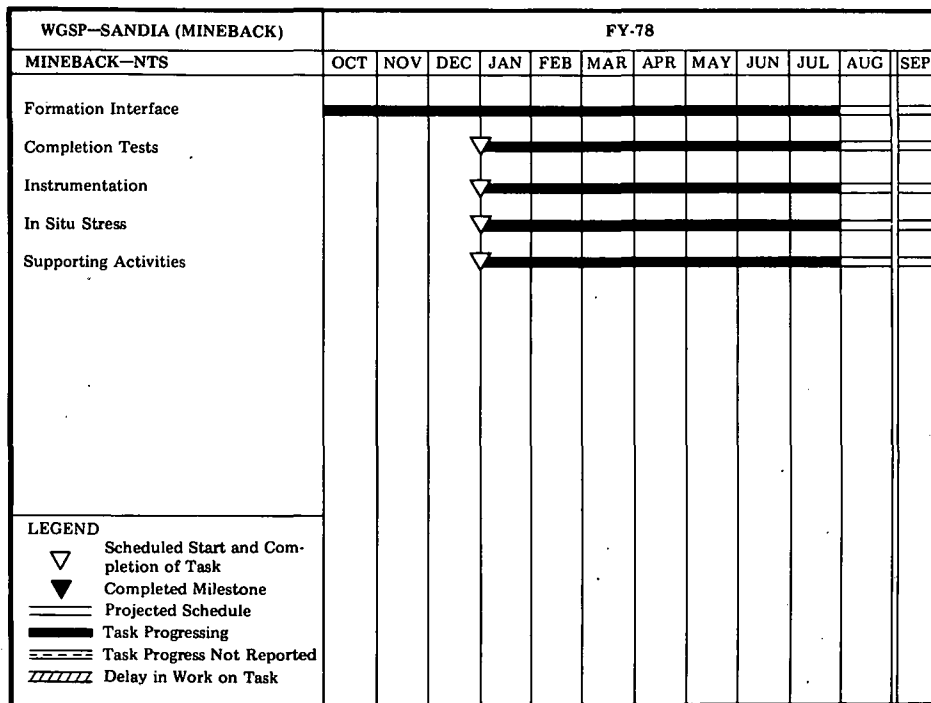 WGSP—SANDIA (MINEBACK) FY-78
MINEBACK—NTS OCT NOV DEC JAN FEB MAR APR MAY JUN JUL AUG SEP
Formation Interface
Completion Tests
Instrumentation
In Situ Stress
Supporting Activities
LEGEND
Scheduled Start and Com-
pletion of Task
Completed Milestone
Projected Schedule
Task Progressing
Task Progress Not Reported
Delay in Work on Task